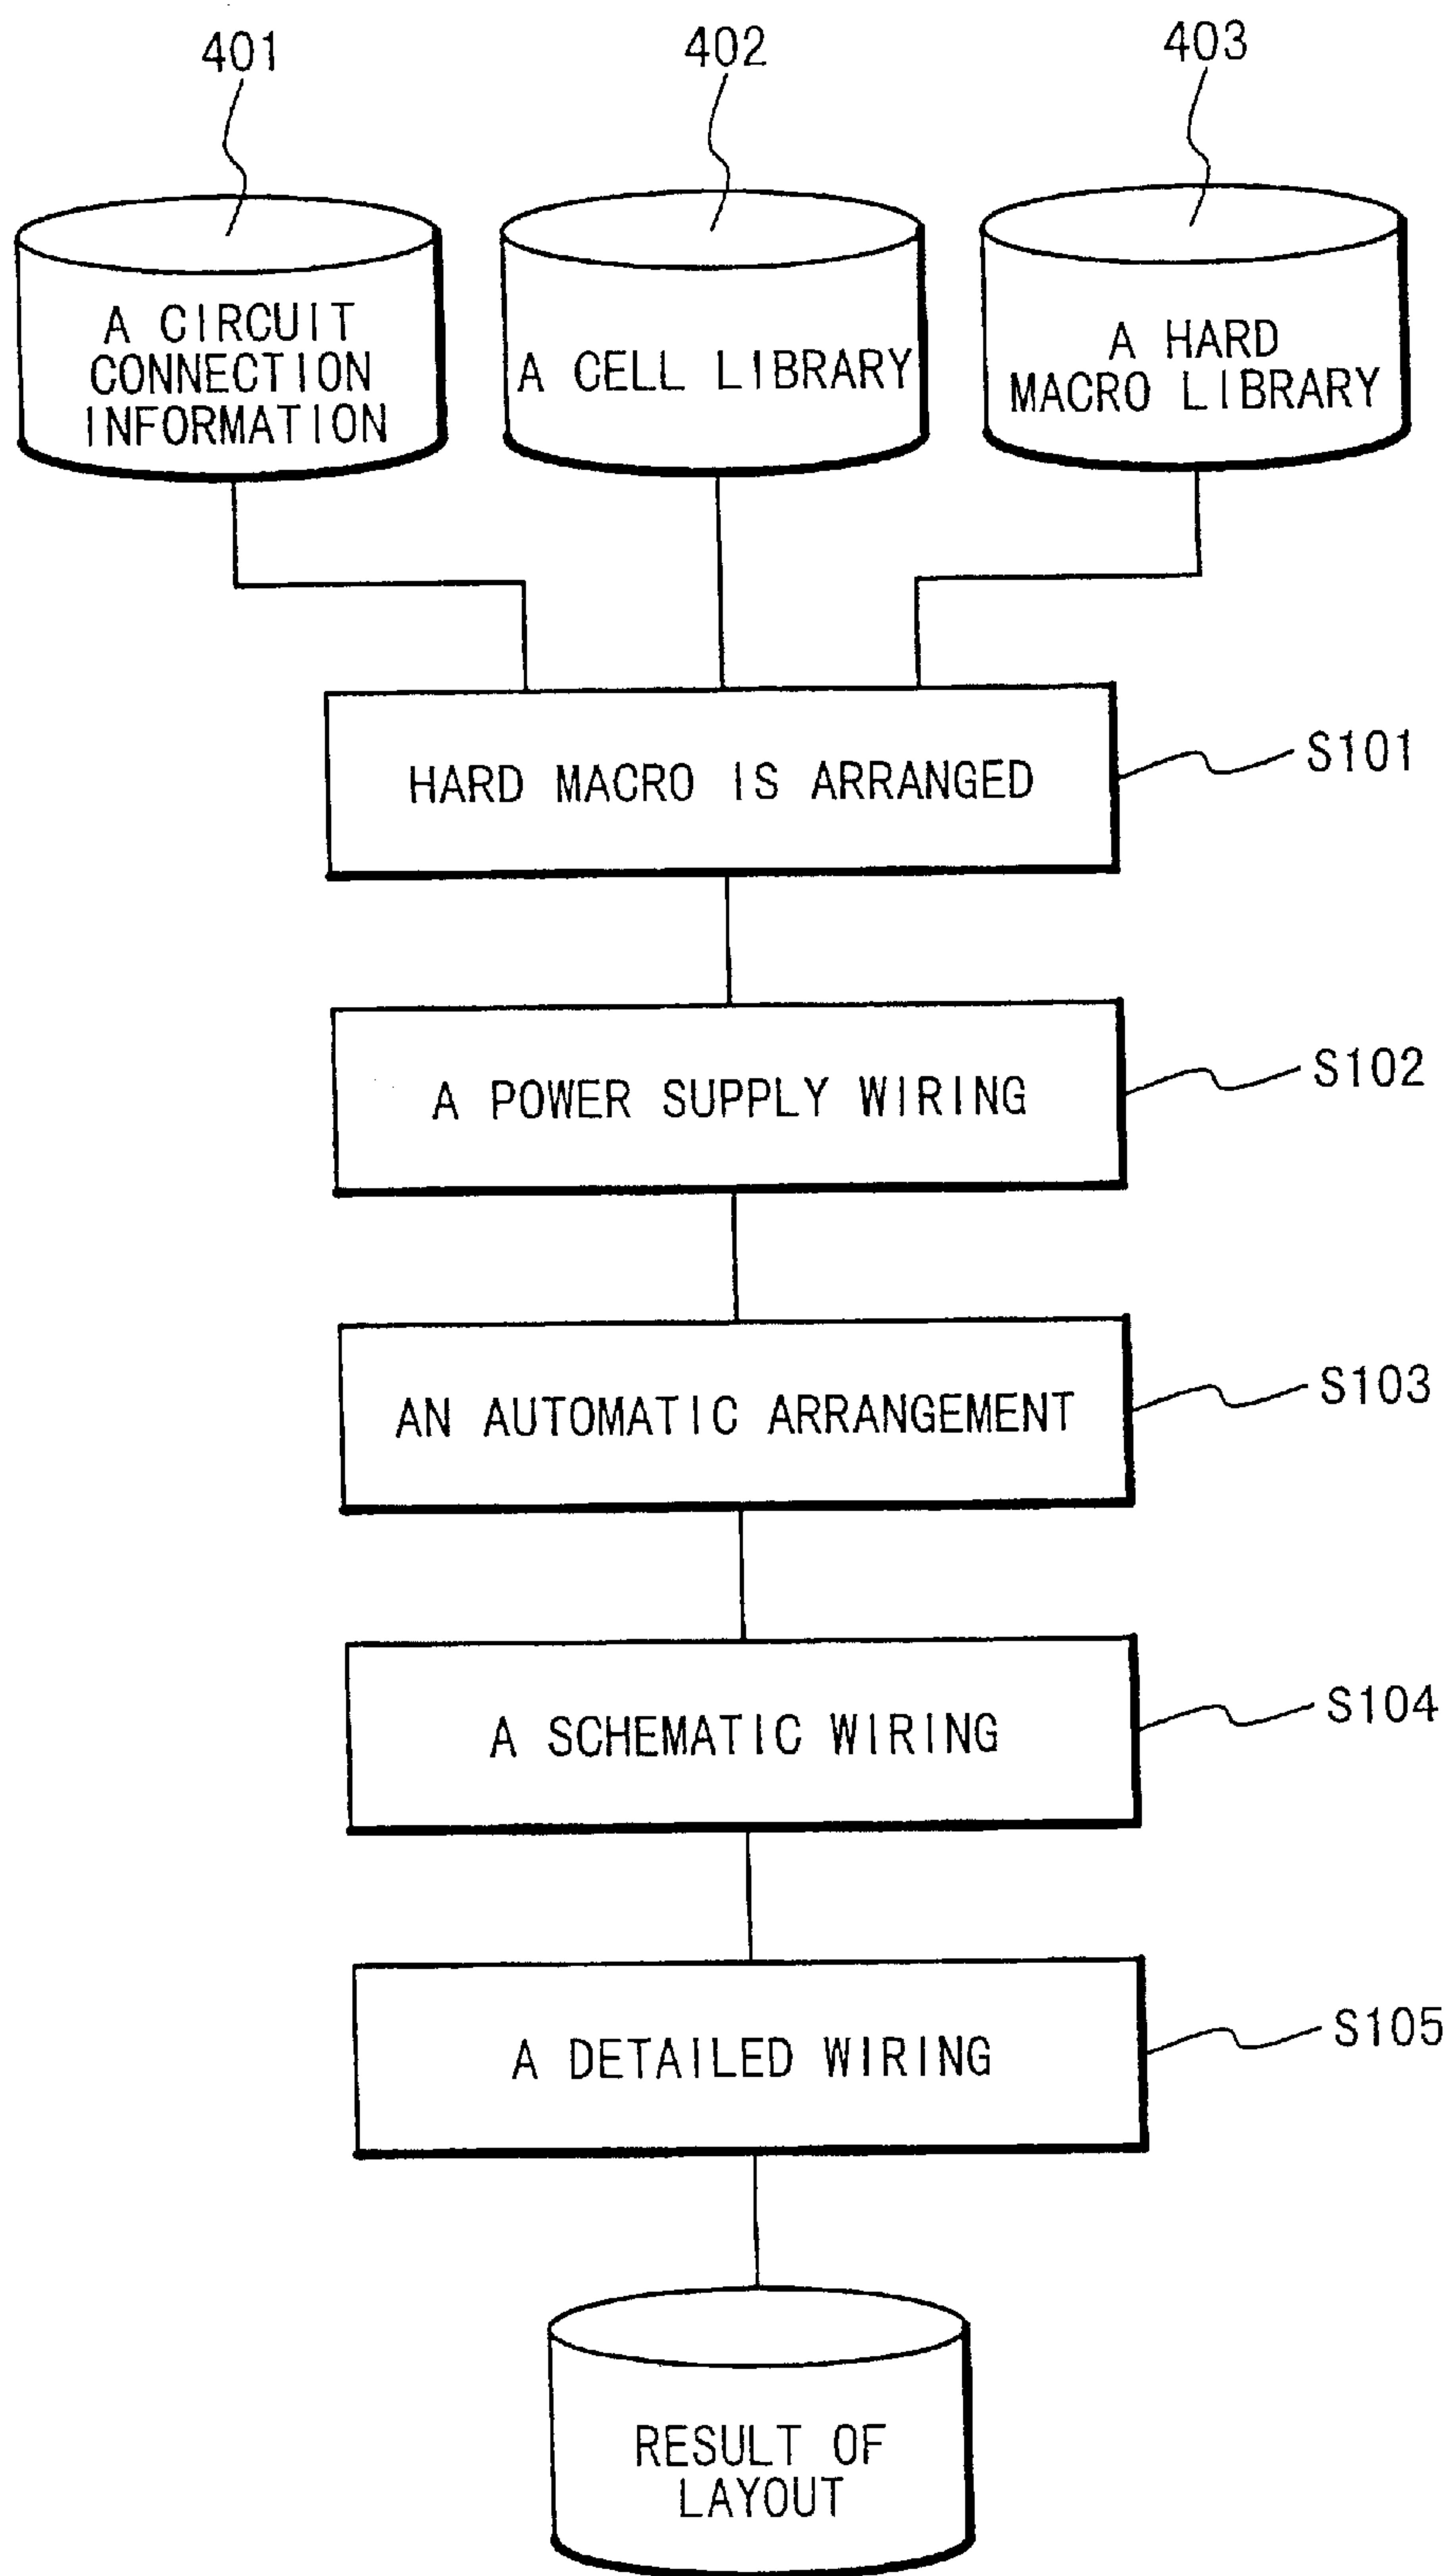 401
402
403
A CIRCUIT
CONNECTION
INFORMATION
A CELL LIBRARY
A HARD
MACRO LIBRARY
HARD MACRO IS ARRANGED
S101
A POWER SUPPLY WIRING
S102
AN AUTOMATIC ARRANGEMENT
S103
A SCHEMATIC WIRING
S104
A DETAILED WIRING
S105
RESULT OF
LAYOUT